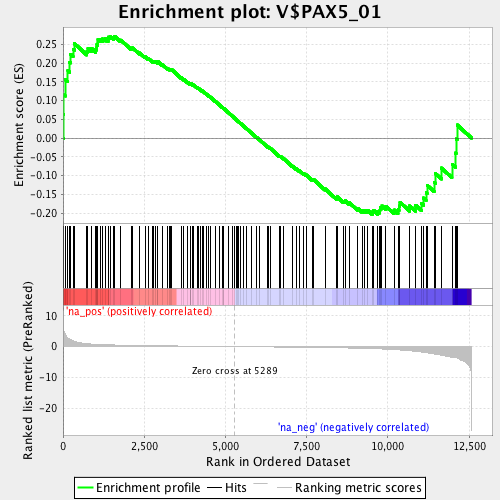 Enrichment plot: V$PAX5_01
Enrichment score (ES)
0.25
0.20
0.15
0.10
0.05
0.00
-0.05
-0.10
-0.15
-0.20
'na_pos' (positively correlated)
Ranked list metric (PreRanked)
10
5
0
-5
-10
-15
-20
Zero cross at 5289
'na_neg' (negatively correlated)
0
2,500
5,000
7,500
10,000
12,500
Rank in Ordered Dataset
Enrichment profile
Hits
Ranking metric scores